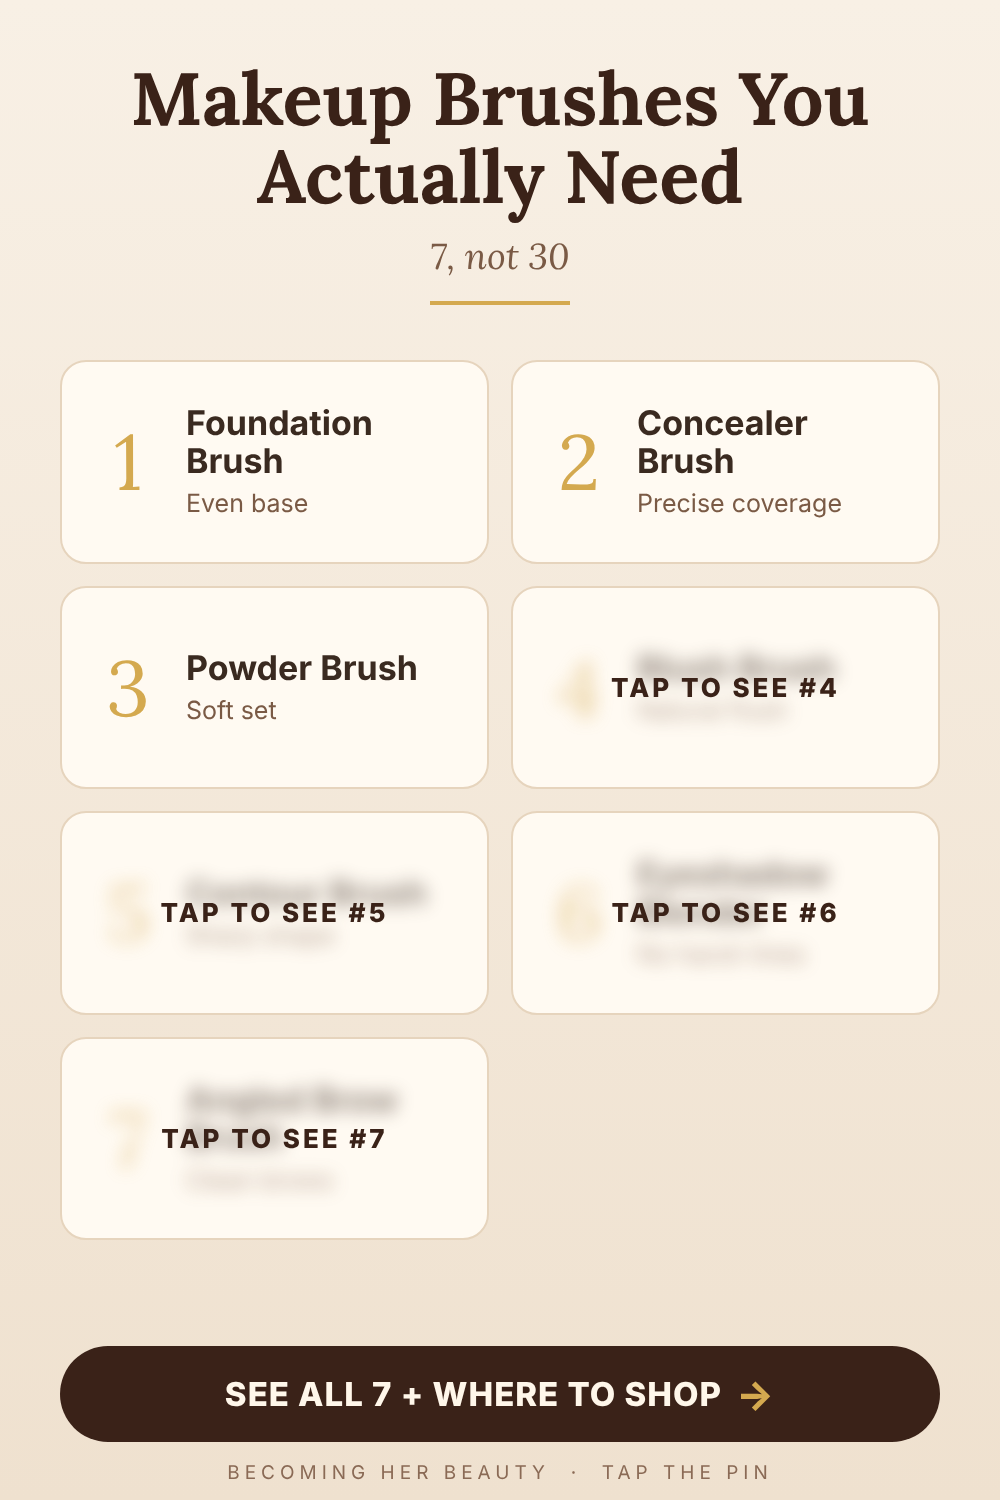 Makeup Brushes You
Actually Need
7, not 30
1
Foundation
Brush
Even base
2
Concealer
Brush
Precise coverage
3
Powder Brush
Soft set
TAP TO SEE #4
TAP TO SEE #5
TAP TO SEE #6
TAP TO SEE #7
SEE ALL 7 + WHERE TO SHOP →
BECOMING HER BEAUTY · TAP THE PIN